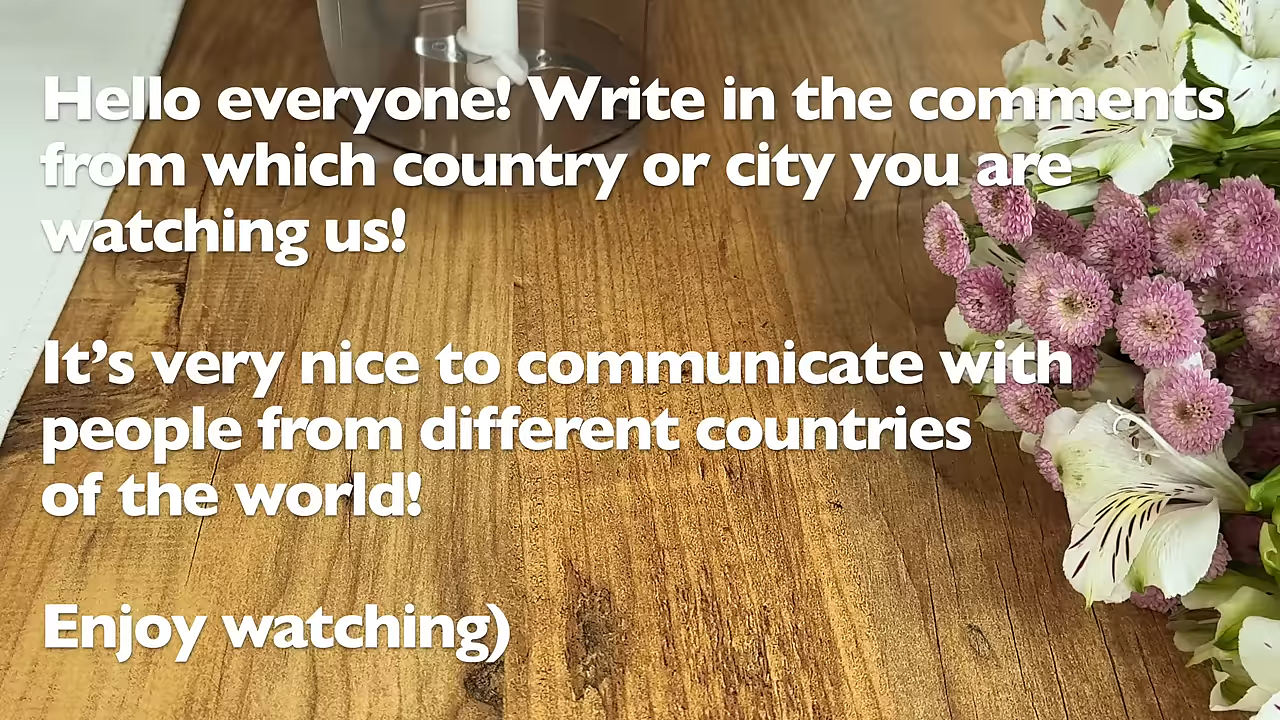 Hello everyone! Write in the comments
from which country or city you are
watching us!
It’s very nice to communicate with
people from different countries
of the world!
Enjoy watching)